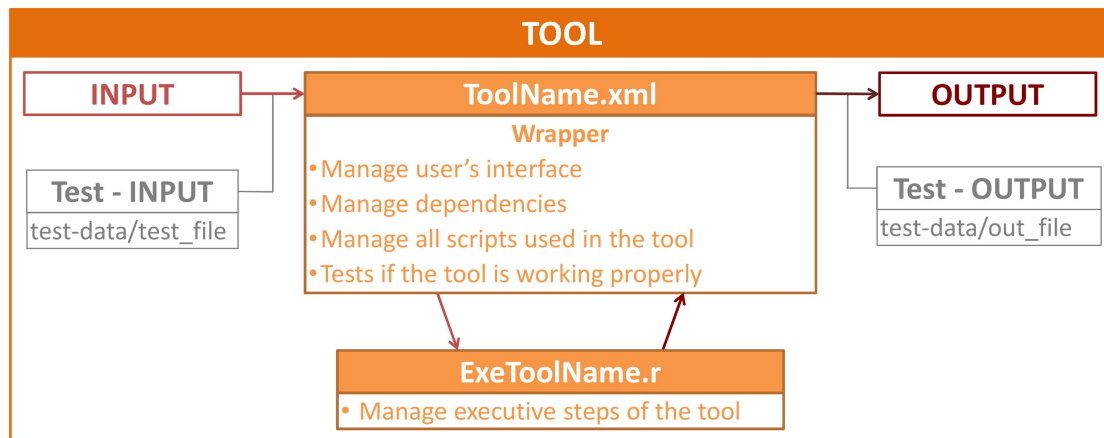 TOOL
INPUT
ToolName.xml
OUTPUT
Wrapper
•Manage user’s interface
•Manage dependencies
•Manage all scripts used in the tool
•Tests if the tool is working properly
Test - INPUT
test-data/test_file
Test - OUTPUT
test-data/out_file
ExeToolName.r
• Manage executive steps of the tool